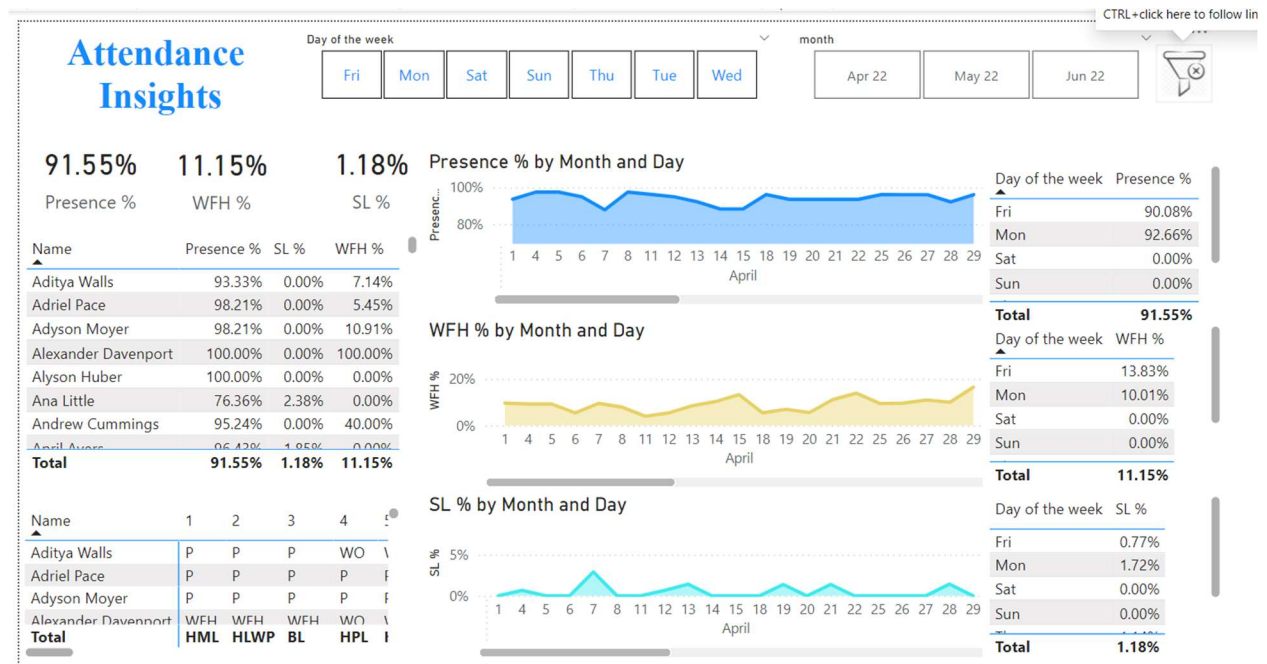 CTRL+click here to follow lin
Attendance
Insights
Day of the week
Fri Mon Sat Sun Thu Tue Wed
month
Apr 22 May 22 Jun 22
91.55% 11.15% 1.18%
Presence % WFH % SL %
Name Presence % SL % WFH %
Aditya Walls 93.33% 0.00% 7.14%
Adriel Pace 98.21% 0.00% 5.45%
Adyson Moyer 98.21% 0.00% 10.91%
Alexander Davenport 100.00% 0.00% 100.00%
Alyson Huber 100.00% 0.00% 0.00%
Ana Little 76.36% 2.38% 0.00%
Andrew Cummings 95.24% 0.00% 40.00%
Total 91.55% 1.18% 11.15%
Name 1 2 3 4
Aditya Walls P P P WO
Adriel Pace P P P P
Adyson Moyer P P P P
Alexander Davenport WFH WFH WFH WO
Total HML HLWP BL HPL
Presence % by Month and Day
Presenc...
100%
80%
1 4 5 6 7 8 11 12 13 14 15 18 19 20 21 22 25 26 27 28 29
April
Day of the week Presence %
Fri 90.08%
Mon 92.66%
Sat 0.00%
Sun 0.00%
Total 91.55%
WFH % by Month and Day
WFH %
20%
0%
1 4 5 6 7 8 11 12 13 14 15 18 19 20 21 22 25 26 27 28 29
April
Day of the week WFH %
Fri 13.83%
Mon 10.01%
Sat 0.00%
Sun 0.00%
Total 11.15%
SL % by Month and Day
SL %
5%
0%
1 4 5 6 7 8 11 12 13 14 15 18 19 20 21 22 25 26 27 28 29
April
Day of the week SL %
Fri 0.77%
Mon 1.72%
Sat 0.00%
Sun 0.00%
Total 1.18%